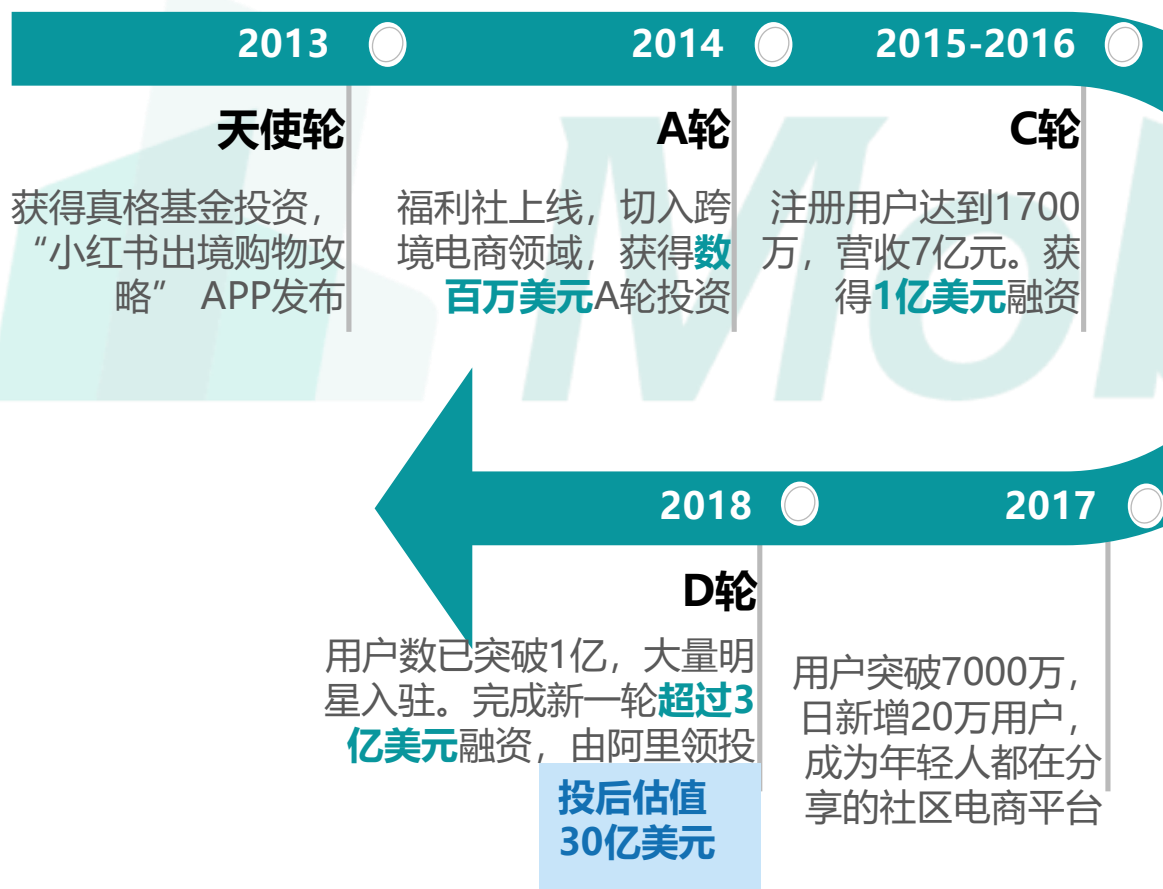 2013
2014
2015-2016
天使轮
A轮
C轮
获得真格基金投资，
“小红书出境购物攻
略” APP发布
福利社上线，切入跨
境电商领域，获得数
百万美元A轮投资
注册用户达到1700
万，营收7亿元。获
得1亿美元融资
Mob
2018
2017
D轮
用户数已突破1亿，大量明
星入驻。完成新一轮超过3
亿美元融资，由阿里领投
投后估值
30亿美元
用户突破7000万，
日新增20万用户，
成为年轻人都在分
享的社区电商平台